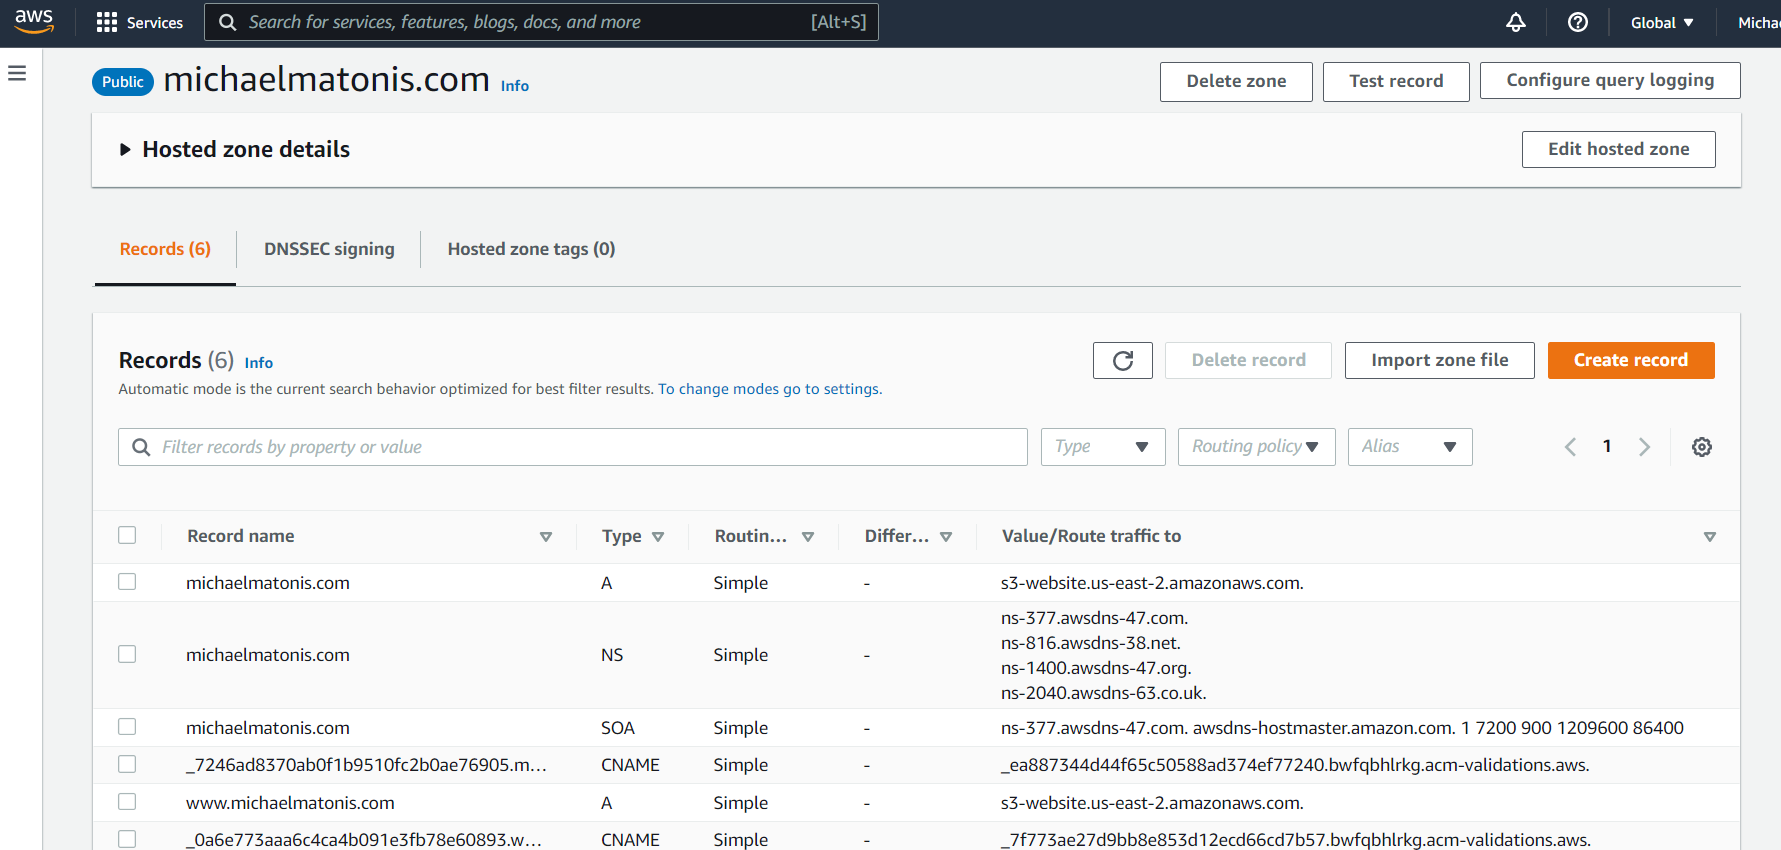 aws Services Search for services, features, blogs, docs, and more [Alt+S] Global Micha
Public michaelmatonis.com Info Delete zone Test record Configure query logging
Hosted zone details Edit hosted zone
Records (6) DNSSEC signing Hosted zone tags (0)
Records (6) Info Delete record Import zone file Create record
Automatic mode is the current search behavior optimized for best filter results. To change modes go to settings.
Filter records by property or value Type Routing policy Alias 1
Record name Type Routin... Differ... Value/Route traffic to
michaelmatonis.com A Simple - s3-website.us-east-2.amazonaws.com.
ns-377.awsdns-47.com.
ns-816.awsdns-38.net.
michaelmatonis.com NS Simple -
ns-1400.awsdns-47.org.
ns-2040.awsdns-63.co.uk.
michaelmatonis.com SOA Simple - ns-377.awsdns-47.com. awsdns-hostmaster.amazon.com. 1 7200 900 1209600 86400
_7246ad8370ab0f1b9510fc2b0ae76905.m... CNAME Simple - _ea887344d44f65c50588ad374ef77240.bwfqbhlrkg.acm-validations.aws.
www.michaelmatonis.com A Simple - s3-website.us-east-2.amazonaws.com.
_0a6e773aaa6c4ca4b091e3fb78e60893.w... CNAME Simple - _7f773ae27d9bb8e853d12ecd66cd7b57.bwfqbhlrkg.acm-validations.aws.